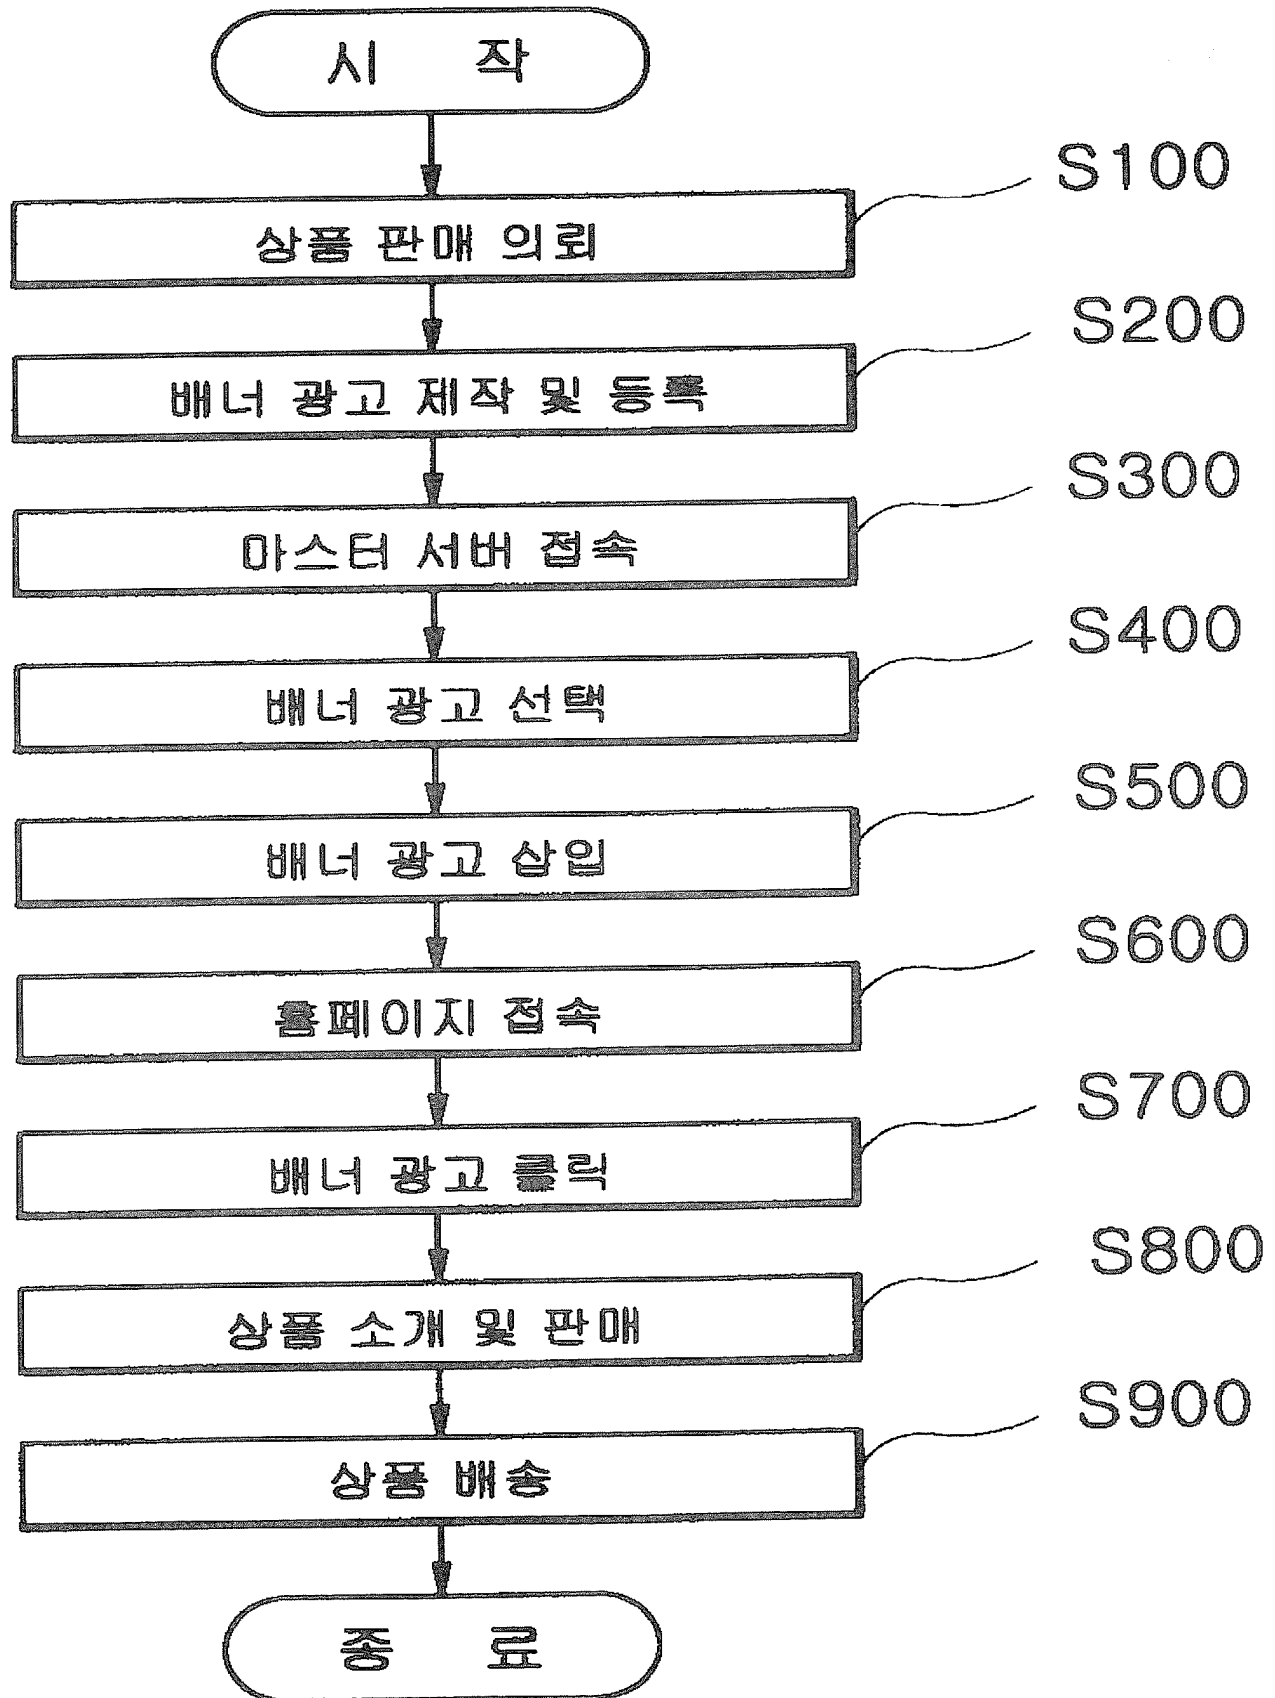 시 작
S100
상품 판매 의뢰
S200
배너 광고 제작 및 등록
S300
마스터 서버 접속
S400
배너 광고 선택
S500
배너 광고 삽입
S600
홈페이지 접속
S700
배너 광고 클릭
S800
상품 소개 및 판매
S900
상품 배송
종 료